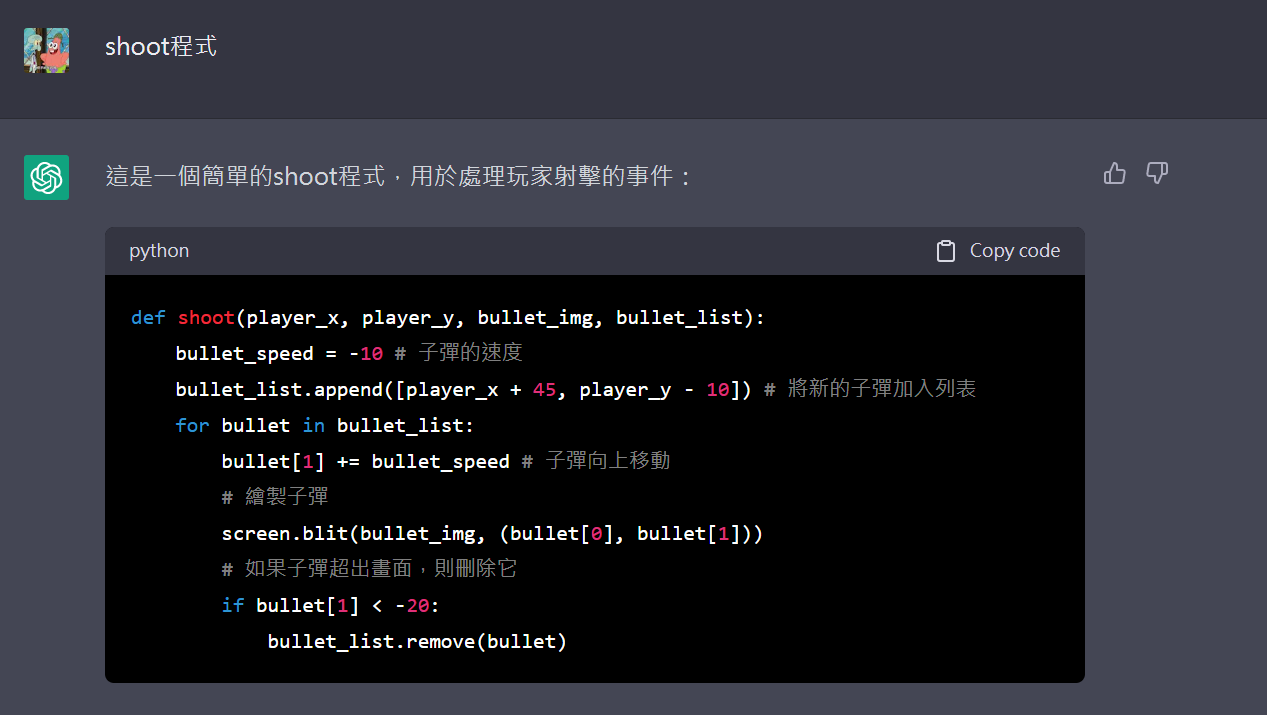 shoot程式
這是一個簡單的shoot程式，用於處理玩家射擊的事件：
python Copy code
def shoot(player_x, player_y, bullet_img, bullet_list):
    bullet_speed = -10 # 子彈的速度
    bullet_list.append([player_x + 45, player_y - 10]) # 將新的子彈加入列表
    for bullet in bullet_list:
        bullet[1] += bullet_speed # 子彈向上移動
        # 繪製子彈
        screen.blit(bullet_img, (bullet[0], bullet[1]))
        # 如果子彈超出畫面，則刪除它
        if bullet[1] < -20:
            bullet_list.remove(bullet)